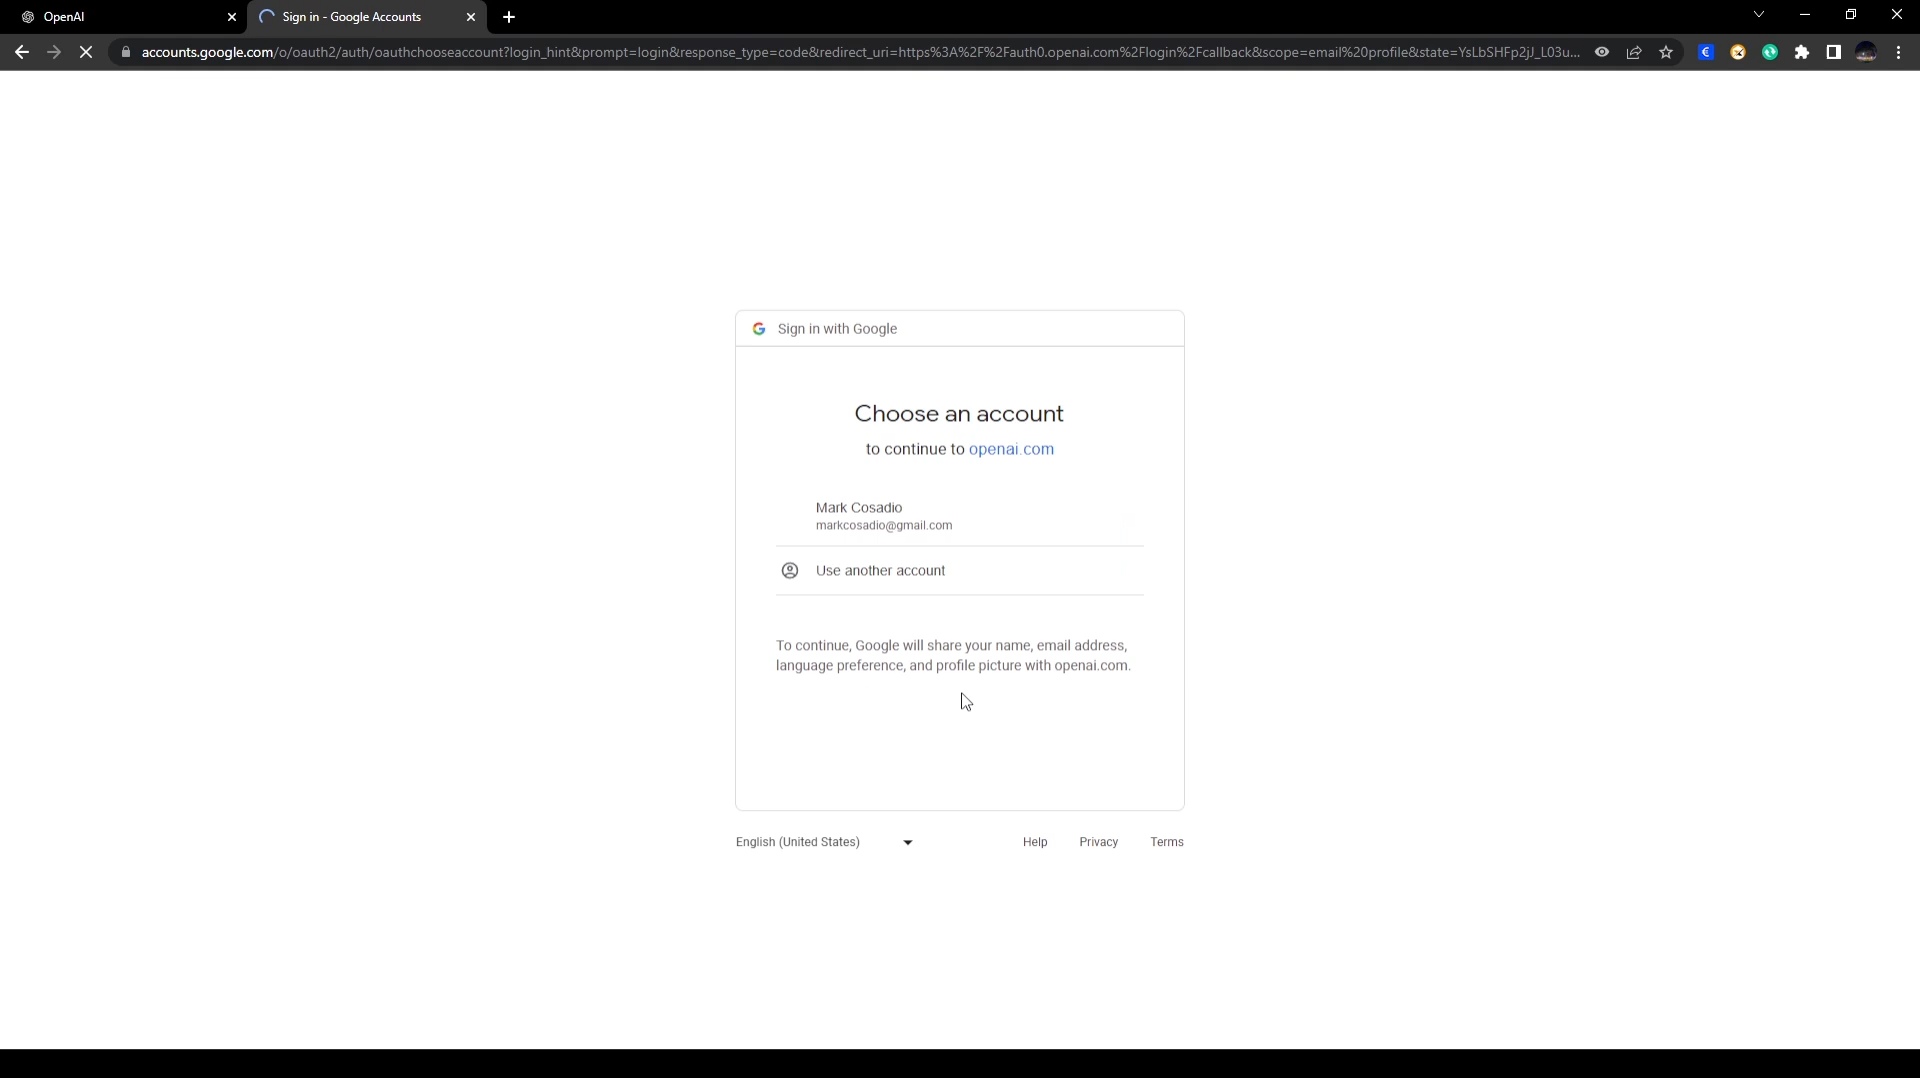 OpenAI
Sign in - Google Accounts
accounts.google.com/o/oauth2/auth/oauthchooseaccount?login_hint&prompt=login&response_type=code&redirect_uri=https%3A%2F%2Fauth0.openai.com%2Flogin%2Fcallback&scope=email%20profile&state=YsLbSHFp2jJ_L03u...
Sign in with Google
Choose an account
to continue to openai.com
Mark Cosadio
markcosadio@gmail.com
Use another account
To continue, Google will share your name, email address,
language preference, and profile picture with openai.com.
English (United States)
Help Privacy Terms